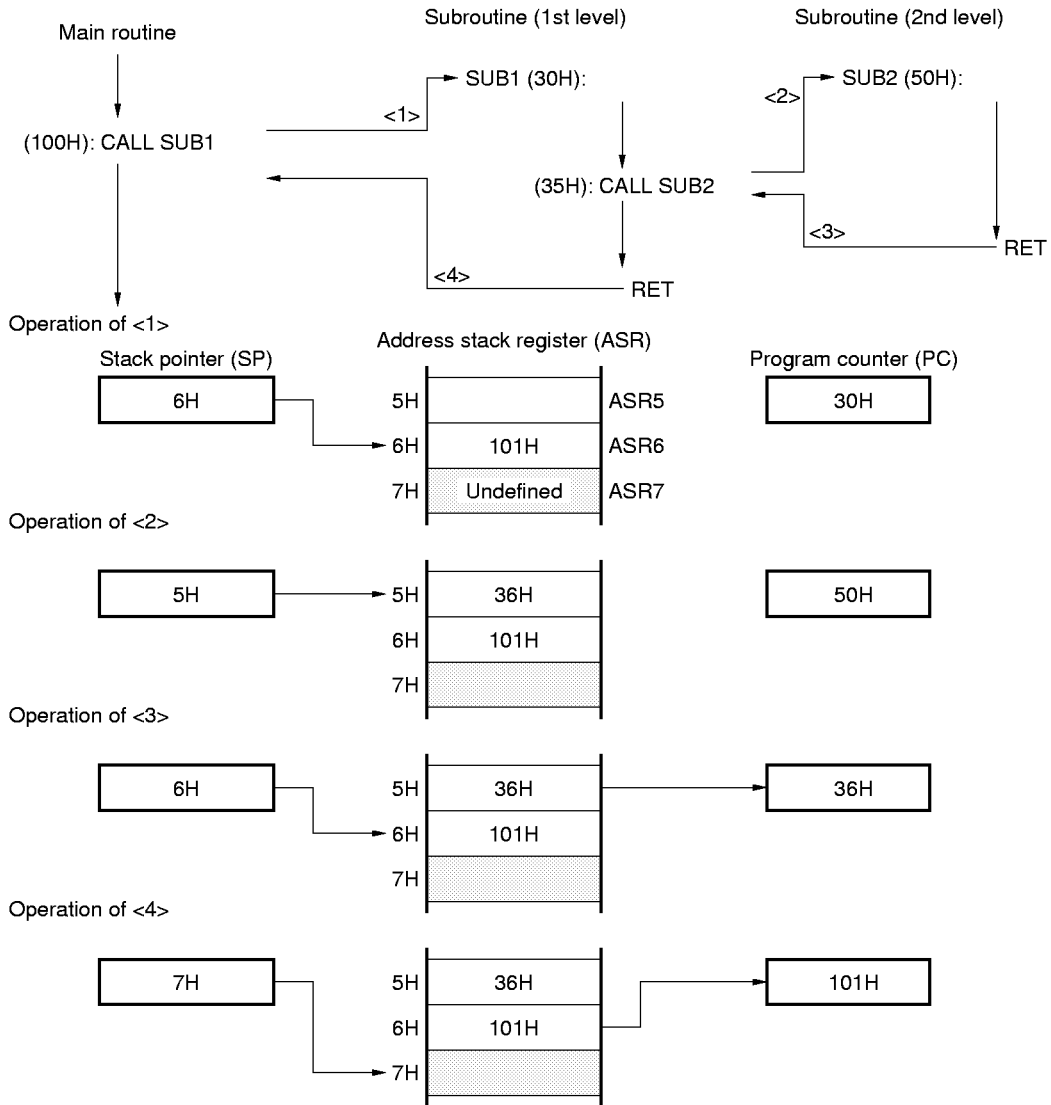 Main routine
Subroutine (1st level)
Subroutine (2nd level)
SUB1 (30H):
SUB2 (50H):
<1>
<2>
(100H): CALL SUB1
(35H): CALL SUB2
<3>
RET
<4>
RET
Operation of <1>
Stack pointer (SP)
Address stack register (ASR)
Program counter (PC)
6H
5H
ASR5
30H
6H
101H
ASR6
7H
Undefined
ASR7
Operation of <2>
5H
5H
36H
50H
6H
101H
7H
Operation of <3>
6H
5H
36H
36H
6H
101H
7H
Operation of <4>
7H
5H
36H
101H
6H
101H
7H